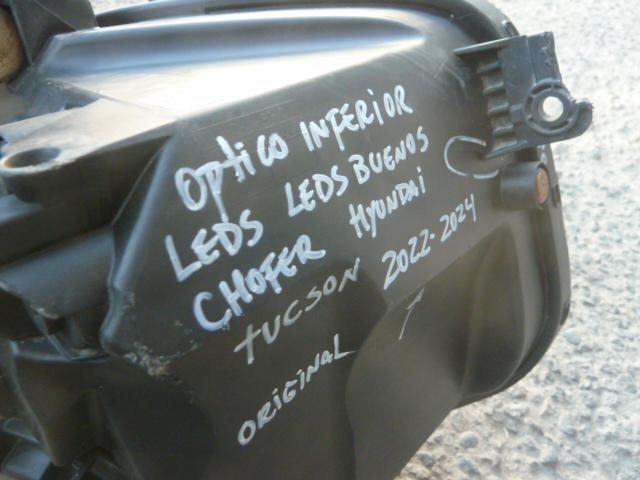 OPtiCO INFERIOR
LEDS LEDS BUENOS
CHOFER HYUNDAi
tUCSON 2022-2024
ORiGiNAL ↑